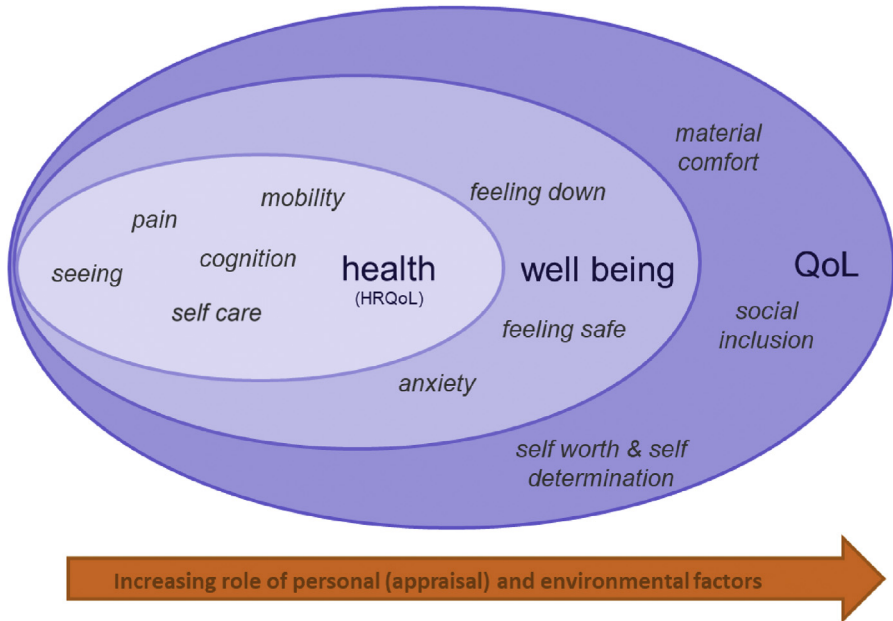 material
comfort
mobility
feeling down
pain
cognition
seeing
health
(HRQoL)
well being
QoL
self care
feeling safe
social
inclusion
anxiety
self worth & self
determination
Increasing role of personal (appraisal) and environmental factors